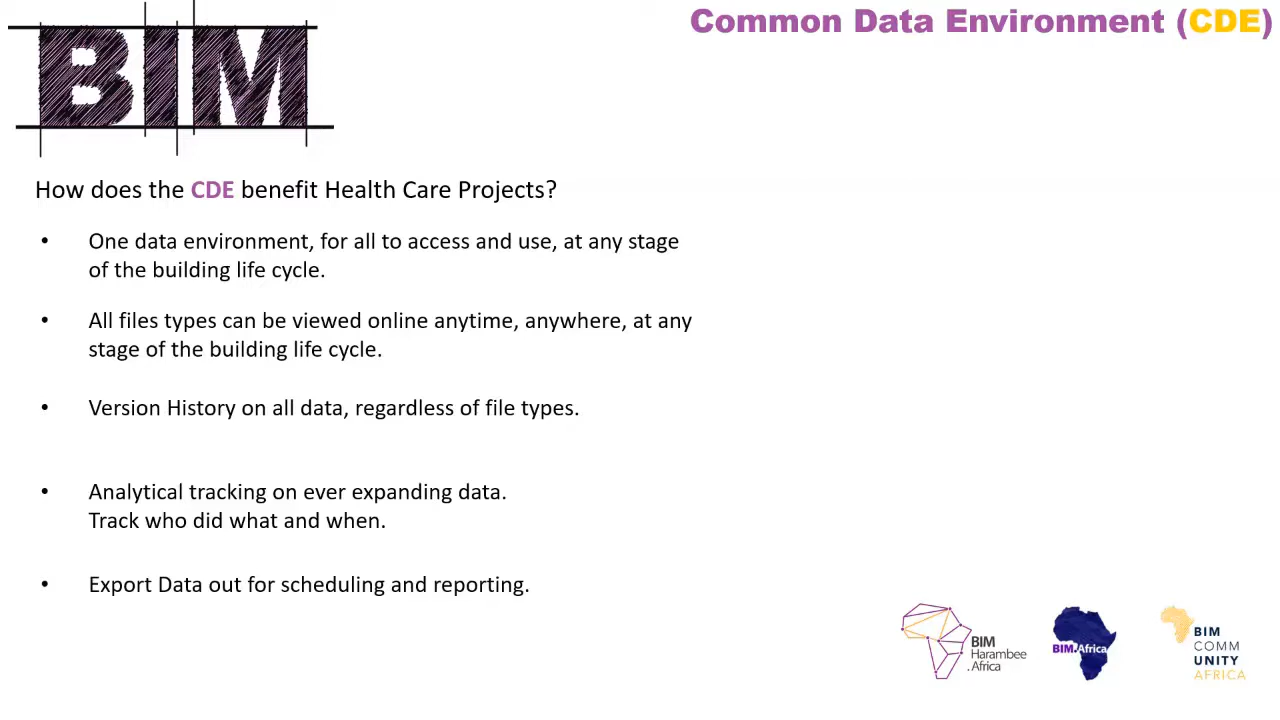 BIM
Common Data Environment (CDE)
How does the CDE benefit Health Care Projects?
• One data environment, for all to access and use, at any stage
of the building life cycle.
• All files types can be viewed online anytime, anywhere, at any
stage of the building life cycle.
• Version History on all data, regardless of file types.
• Analytical tracking on ever expanding data.
Track who did what and when.
• Export Data out for scheduling and reporting.
BIM
Harambee
.Africa
BIM.Africa
BIM
COMM
UNITY
AFRICA